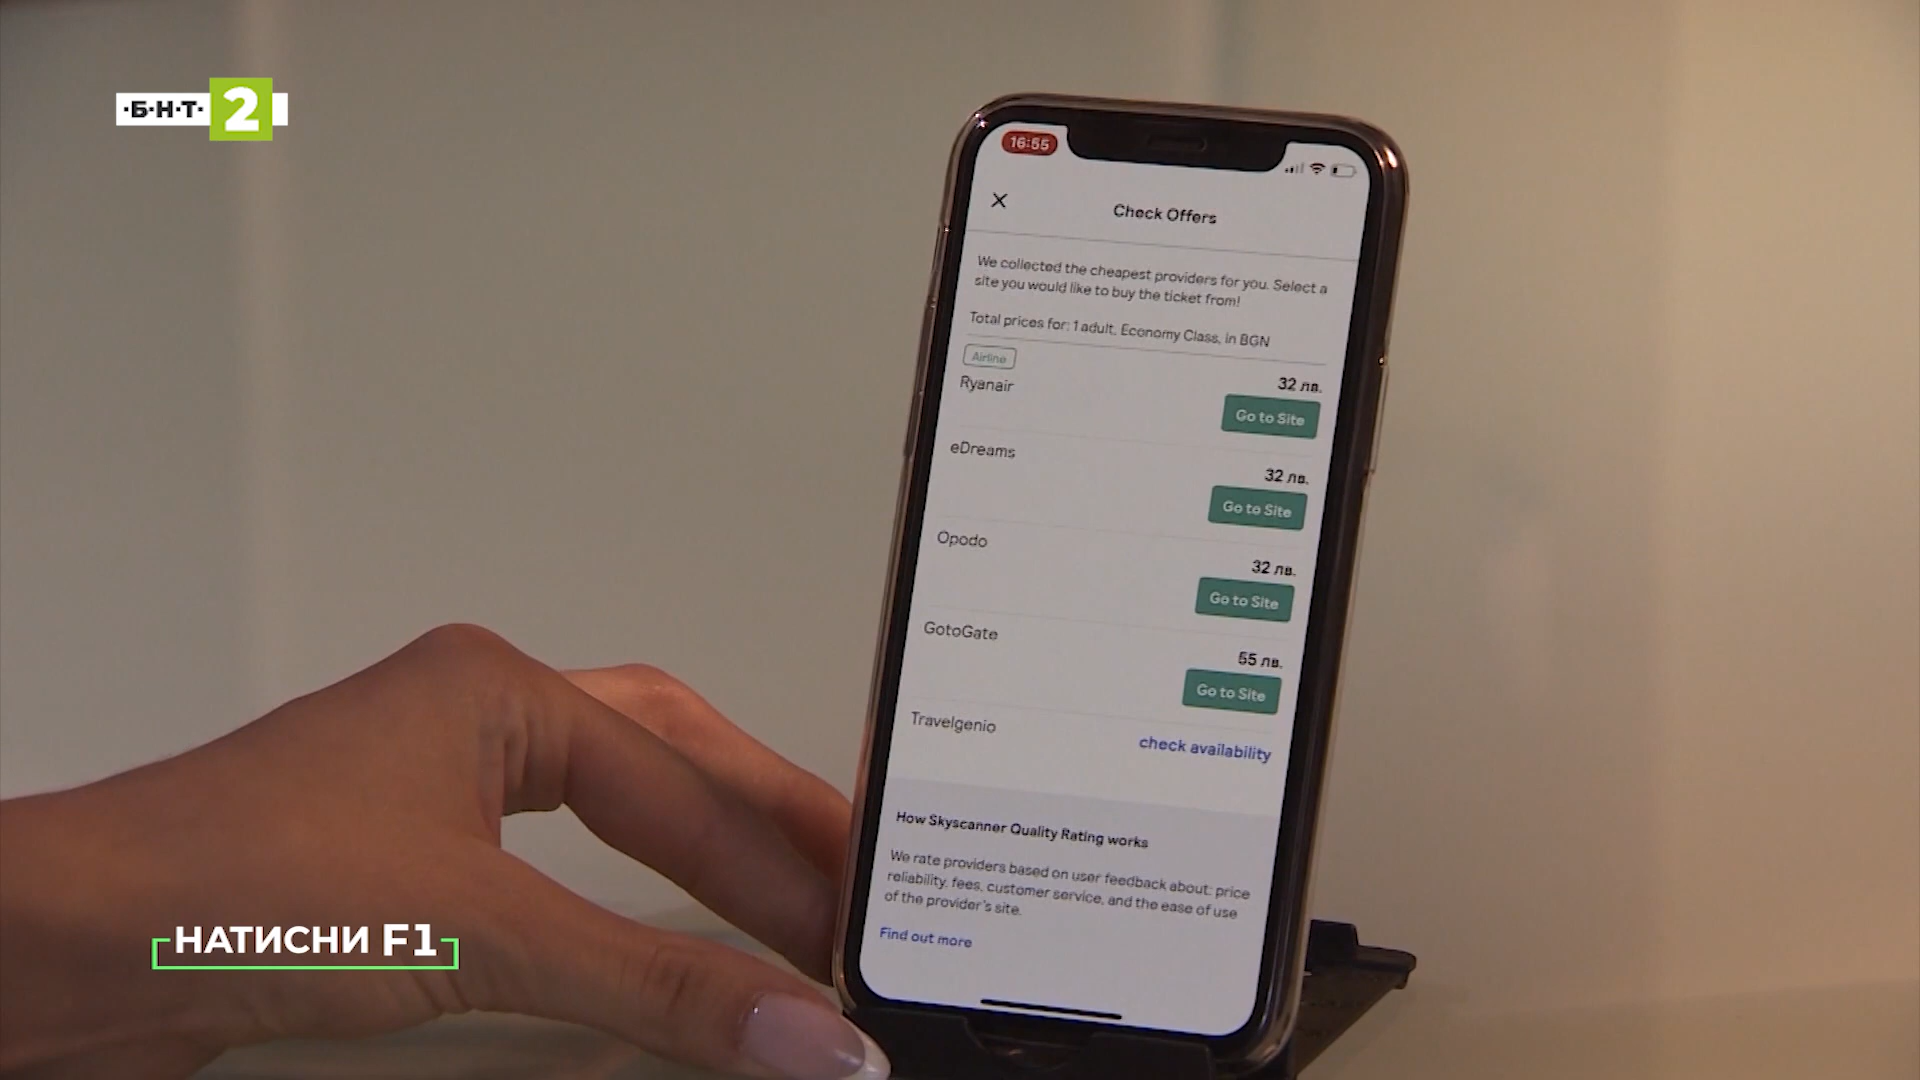 ·Б·Н·Т· 2
16:55
Check Offers
We collected the cheapest providers for you. Select a
site you would like to buy the ticket from!
Total prices for: 1 adult, Economy Class, in BGN
Airline
Ryanair
32 лв.
Go to Site
eDreams
32 лв.
Go to Site
Opodo
32 лв.
Go to Site
GotoGate
55 лв.
Go to Site
Travelgenio
check availability
How Skyscanner Quality Rating works
We rate providers based on user feedback about: price
reliability, fees, customer service, and the ease of use
of the provider's site.
Find out more
НАТИСНИ F1